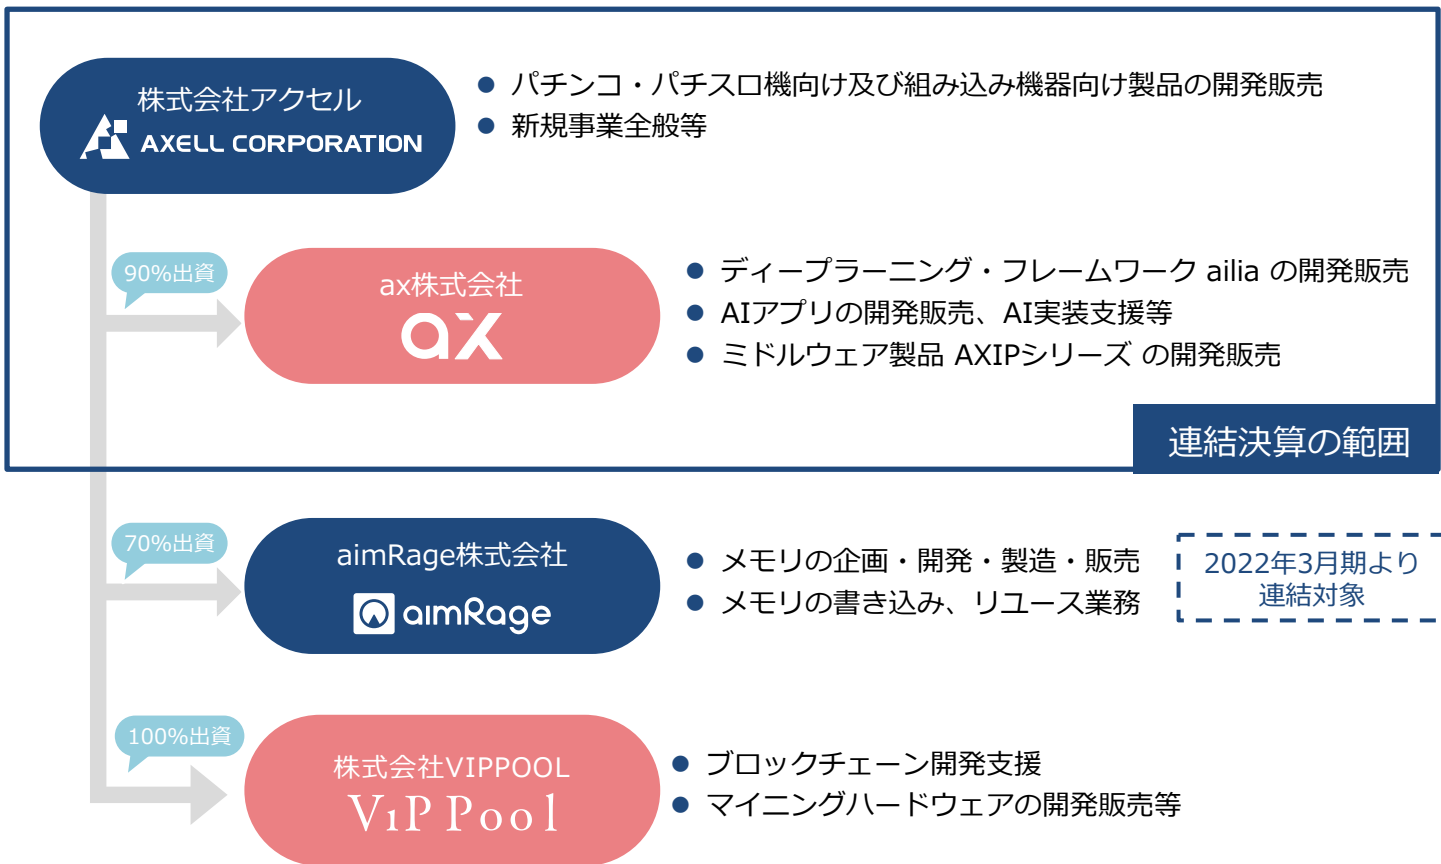 株式会社アクセル
AXELL CORPORATION
● パチンコ・パチスロ機向け及び組み込み機器向け製品の開発販売
● 新規事業全般等
90%出資
ax株式会社
ax
● ディープラーニング・フレームワーク ailia の開発販売
● AIアプリの開発販売、AI実装支援等
● ミドルウェア製品 AXIPシリーズ の開発販売
連結決算の範囲
70%出資
aimRage株式会社
aimRage
● メモリの企画・開発・製造・販売
● メモリの書き込み、リユース業務
2022年3月期より
連結対象
100%出資
株式会社VIPPOOL
ViP Pool
● ブロックチェーン開発支援
● マイニングハードウェアの開発販売等